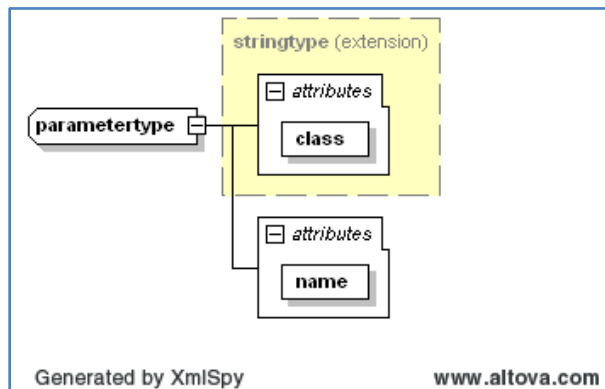 stringtype (extension)
attributes
parametertype
class
attributes
name
Generated by XmlSpy
www.altova.com